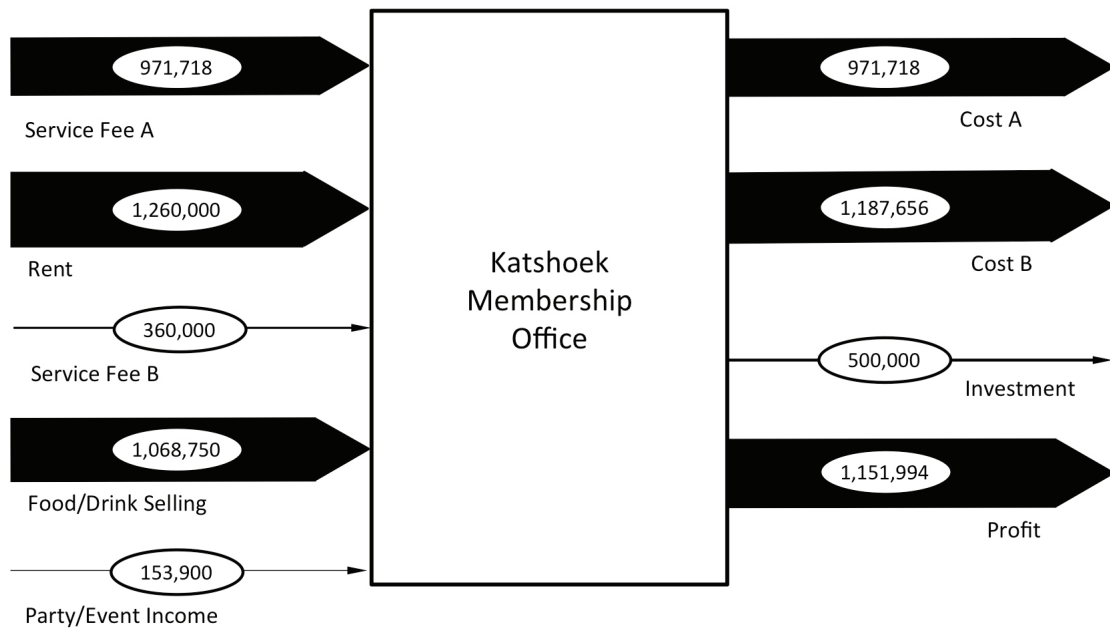 971,718
Service Fee A
1,260,000
Rent
360,000
Service Fee B
1,068,750
Food/Drink Selling
153,900
Party/Event Income
Katshoek
Membership
Office
971,718
Cost A
1,187,656
Cost B
500,000
Investment
1,151,994
Profit